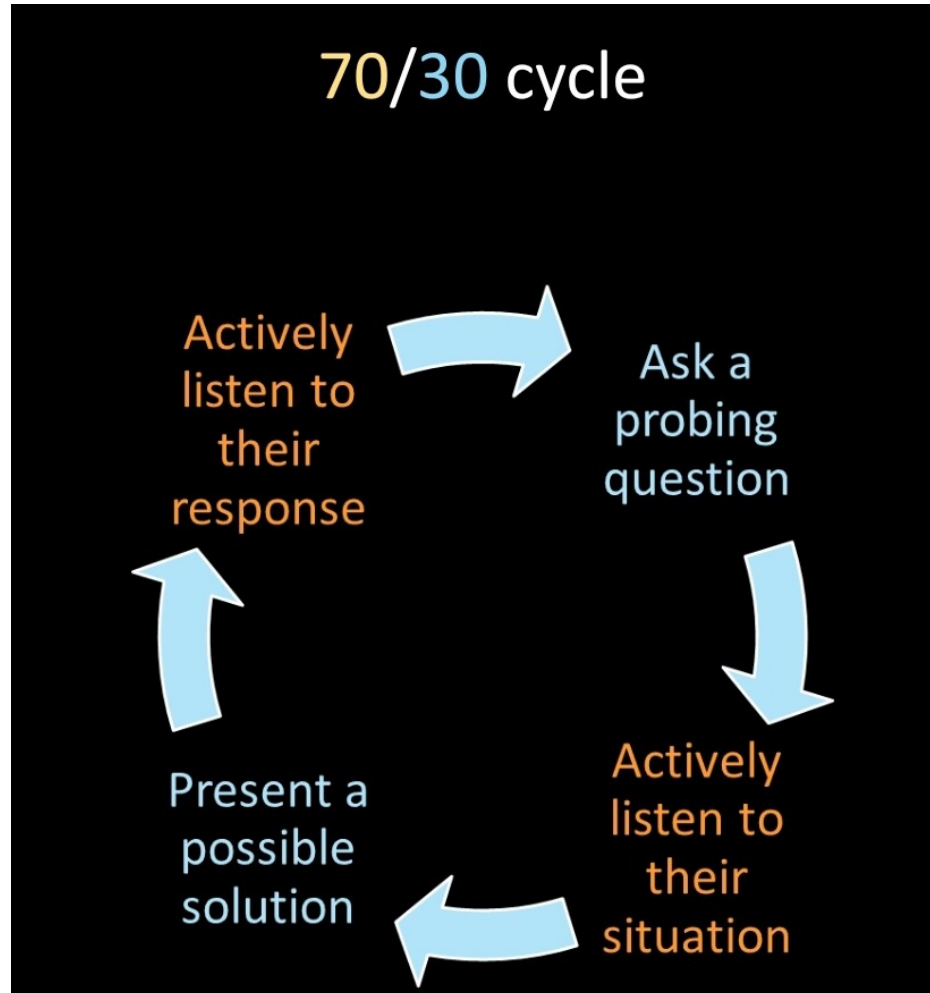 70/30 cycle
Actively
listen to
their
response
Ask a
probing
question
Actively
listen to
their
situation
Present a
possible
solution